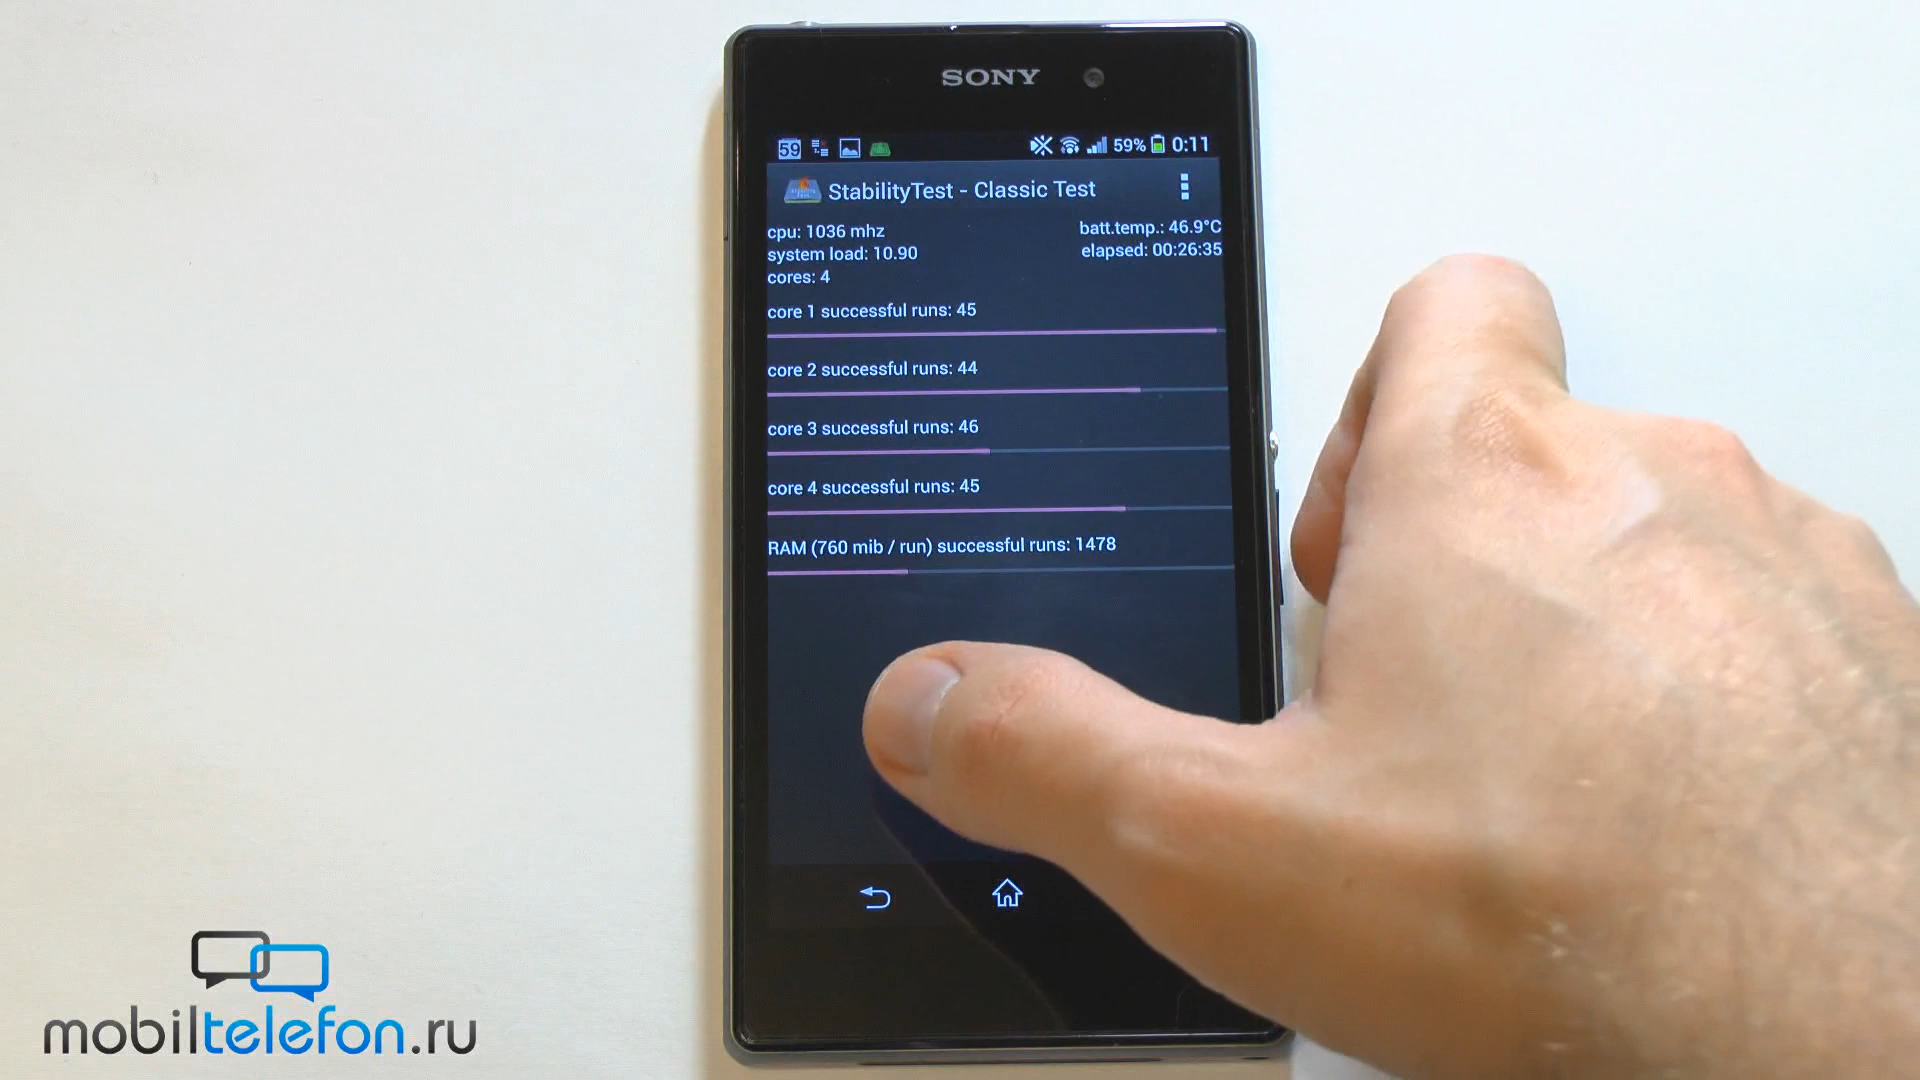 SONY
59 59% 0:11
StabilityTest - Classic Test
cpu: 1036 mhz
batt.temp.: 46.9°C
system load: 10.90
elapsed: 00:26:35
cores: 4
core 1 successful runs: 45
core 2 successful runs: 44
core 3 successful runs: 46
core 4 successful runs: 45
RAM (760 mib / run) successful runs: 1478
mobiltelefon.ru